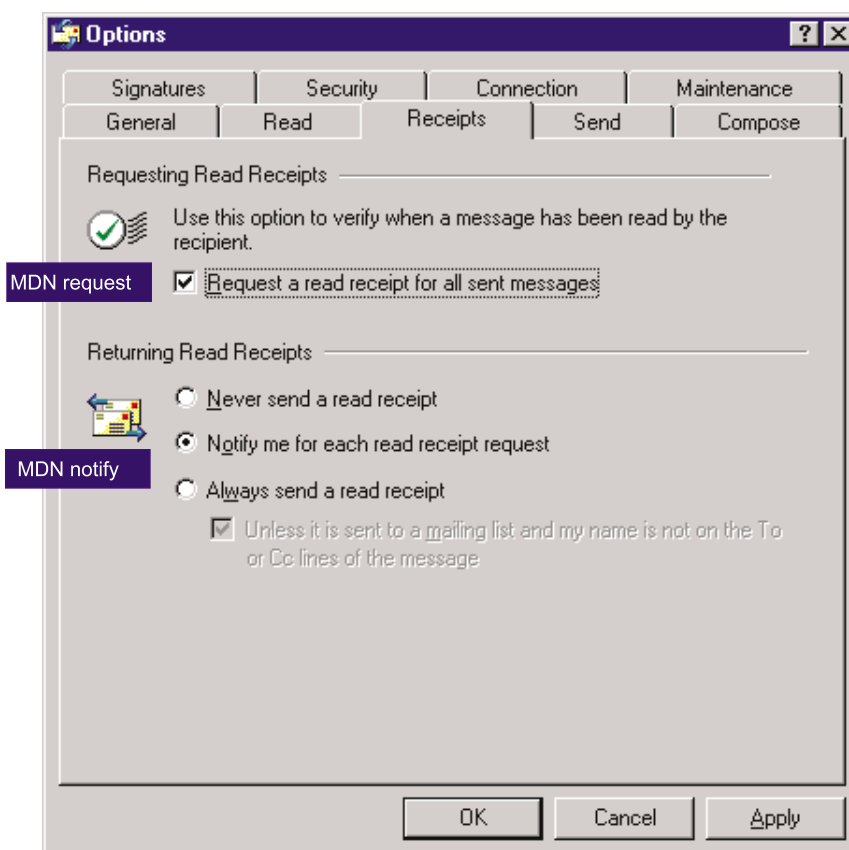 Options
Signatures Security Connection Maintenance
General Read Receipts Send Compose
Requesting Read Receipts
Use this option to verify when a message has been read by the
recipient.
MDN request
Request a read receipt for all sent messages
Returning Read Receipts
Never send a read receipt
Notify me for each read receipt request
MDN notify
Always send a read receipt
Unless it is sent to a mailing list and my name is not on the To
or Cc lines of the message
OK Cancel Apply